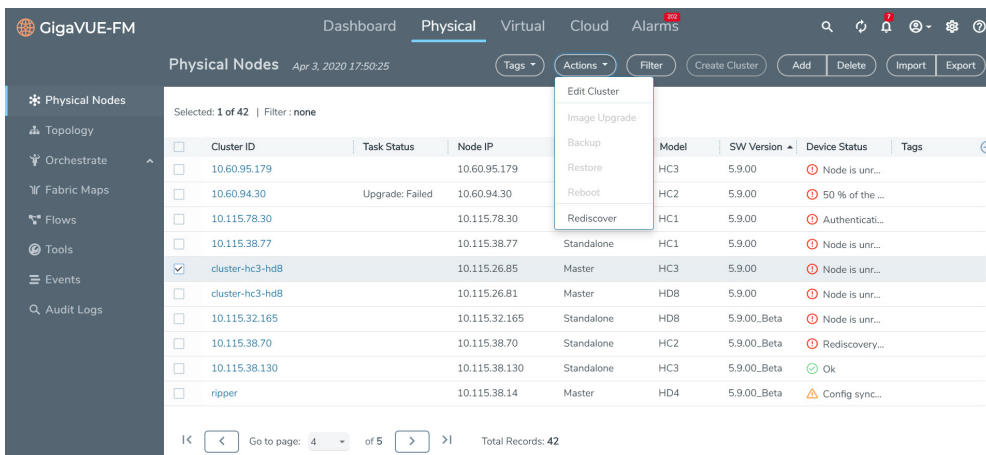 GigaVUE-FM
Dashboard Physical Virtual Cloud Alarms 202 7
Physical Nodes Apr 3, 2020 17:50:25 Tags Actions Filter Create Cluster Add Delete Import Export
Physical Nodes
Topology
Orchestrate
Fabric Maps
Flows
Tools
Events
Audit Logs
Selected: 1 of 42 | Filter : none
Edit Cluster
Image Upgrade
Backup
Restore
Reboot
Rediscover
Cluster ID Task Status Node IP Model SW Version Device Status Tags
10.60.95.179 10.60.95.179 HC3 5.9.00 Node is unr...
10.60.94.30 Upgrade: Failed 10.60.94.30 HC2 5.9.00 50 % of the ...
10.115.78.30 10.115.78.30 HC1 5.9.00 Authenticati...
10.115.38.77 10.115.38.77 Standalone HC1 5.9.00 Node is unr...
cluster-hc3-hd8 10.115.26.85 Master HC3 5.9.00 Node is unr...
cluster-hc3-hd8 10.115.26.81 Master HD8 5.9.00 Node is unr...
10.115.32.165 10.115.32.165 Standalone HD8 5.9.00_Beta Node is unr...
10.115.38.70 10.115.38.70 Standalone HC2 5.9.00_Beta Rediscovery...
10.115.38.130 10.115.38.130 Standalone HC3 5.9.00_Beta Ok
ripper 10.115.38.14 Master HD4 5.9.00_Beta Config sync...
Go to page: 4 of 5 Total Records: 42